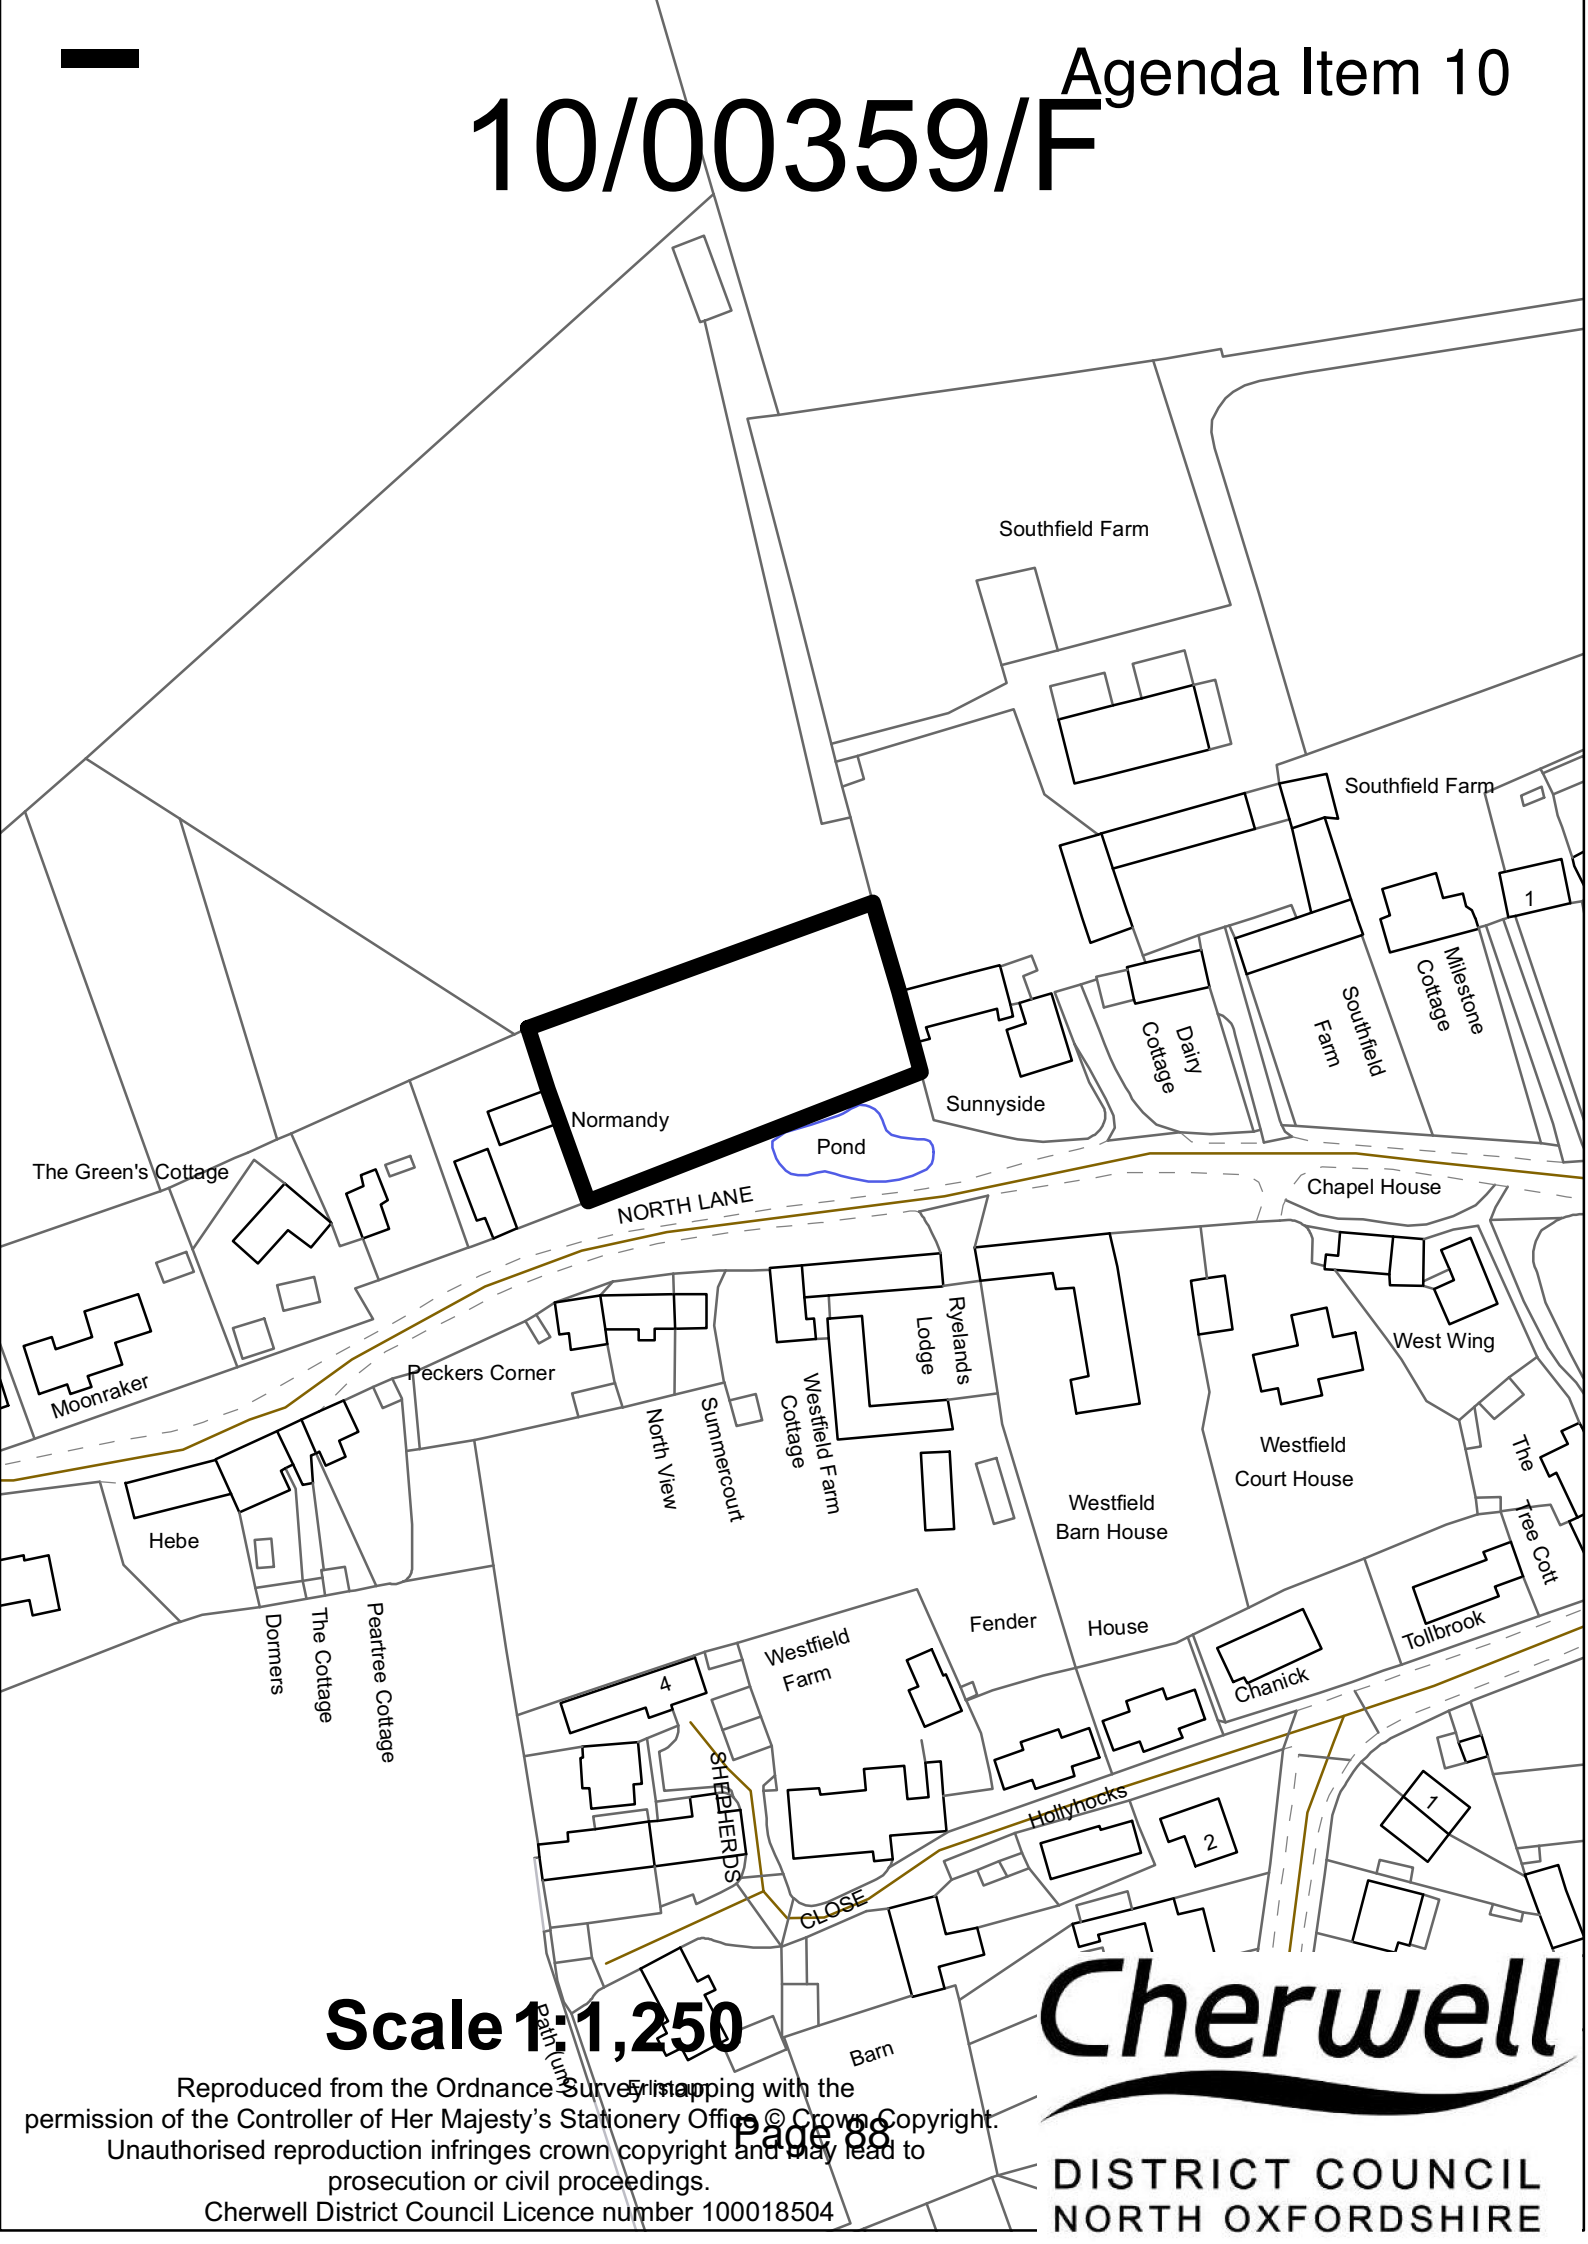 Agenda Item 10
10/00359/F
Southfield Farm
Southfield Farm
1
Milestone
Cottage
Southfield
Farm
Dairy
Cottage
Sunnyside
Normandy
Pond
The Green's Cottage
NORTH LANE
Chapel House
Moonraker
Peckers Corner
Ryelands
Lodge
West Wing
North View
Summercourt
Westfield Farm
Cottage
Westfield
Court House
The
Tree Cott
Westfield
Barn House
Hebe
Dormers
The Cottage
Peartree Cottage
Fender
House
Westfield
Farm
Tollbrook
Chanick
4
SHEPHERDS
CLOSE
Hollyhocks
2
1
Path (um)
Barn
Scale 1:1,250
Reproduced from the Ordnance Survey mapping with the
permission of the Controller of Her Majesty’s Stationery Office © Crown Copyright.
Unauthorised reproduction infringes crown copyright and may lead to
prosecution or civil proceedings.
Cherwell District Council Licence number 100018504
Page 88
Cherwell
DISTRICT COUNCIL
NORTH OXFORDSHIRE